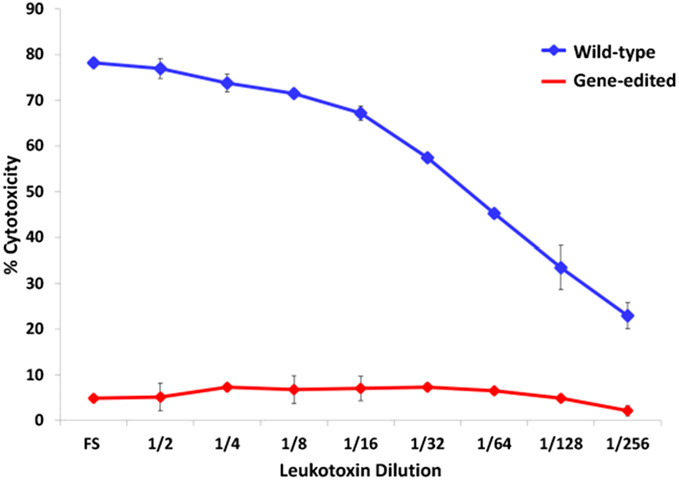 90
80
70
60
50
40
30
20
10
0
% Cytotoxicity
Wild-type
Gene-edited
FS 1/2 1/4 1/8 1/16 1/32 1/64 1/128 1/256
Leukotoxin Dilution